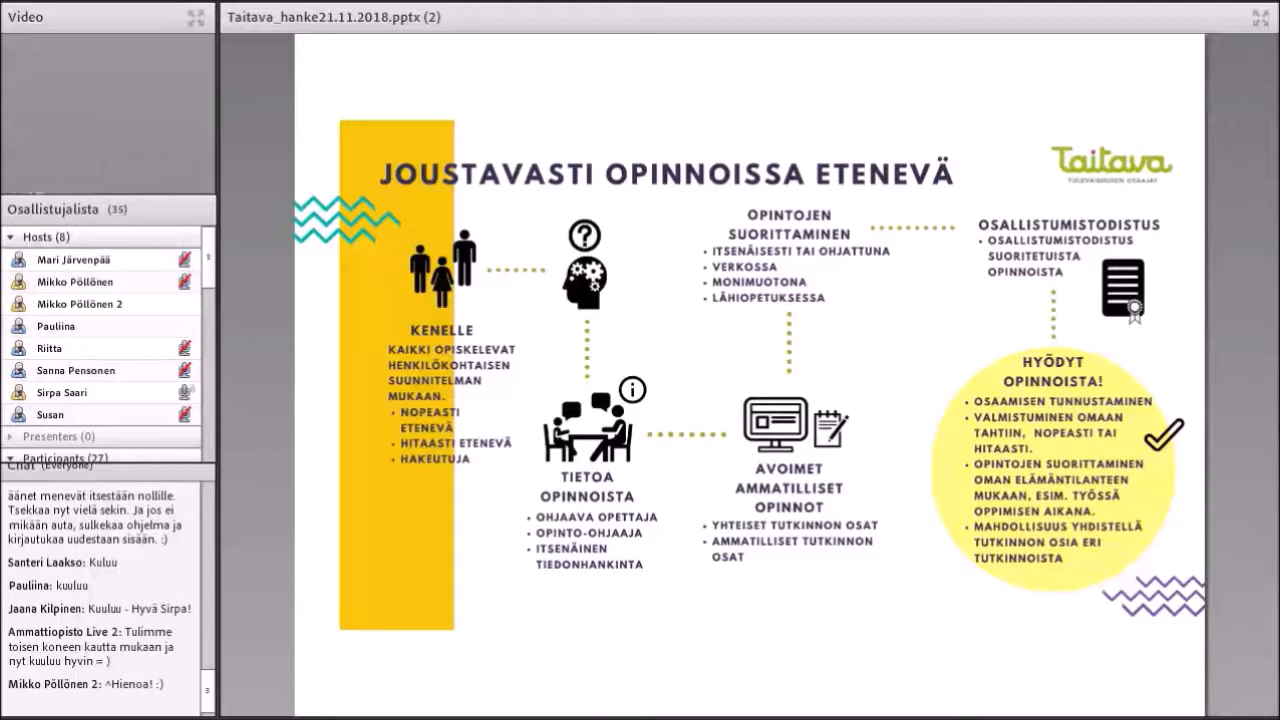 Video
Osallistujalista (35)
Hosts (8)
Mari Järvenpää
Mikko Pöllönen
Mikko Pöllönen 2
Pauliina
Riitta
Sanna Pensonen
Sirpa Saari
Susan
Presenters (0)
Participants (27)
Chat (Everyone)
äänet menevät itsestään nollille.
Tsekkaa nyt vielä sekin. Ja jos ei
mikään auta, sulkekaa ohjelma ja
kirjautukaa uudestaan sisään. :)
Santeri Laakso: Kuluu
Pauliina: kuuluu
Jaana Kilpinen: Kuuluu - Hyvä Sirpa!
Ammattiopisto Live 2: Tulimme
toisen koneen kautta mukaan ja
nyt kuuluu hyvin = )
Mikko Pöllönen 2: ^Hienoa! :)
Taitava_hanke21.11.2018.pptx (2)
JOUSTAVASTI OPINNOISSA ETENEVÄ
Taitava
TULEVAISUUDEN OSAAJAT
KENELLE
KAIKKI OPISKELEVAT
HENKILÖKOHTAISEN
SUUNNITELMAN
MUKAAN.
• NOPEASTI
ETENEVÄ
• HITAASTI ETENEVÄ
• HAKEUTUJA
?
i
TIETOA
OPINNOISTA
• OHJAAVA OPETTAJA
• OPINTO-OHJAAJA
• ITSENÄINEN
TIEDONHANKINTA
OPINTOJEN
SUORITTAMINEN
• ITSENÄISESTI TAI OHJATTUNA
• VERKOSSA
• MONIMUOTONA
• LÄHIOPETUKSESSA
AVOIMET
AMMATILLISET
OPINNOT
• YHTEISET TUTKINNON OSAT
• AMMATILLISET TUTKINNON
OSAT
OSALLISTUMISTODISTUS
• OSALLISTUMISTODISTUS
SUORITETUISTA
OPINNOISTA
HYÖDYT
OPINNOISTA!
• OSAAMISEN TUNNUSTAMINEN
• VALMISTUMINEN OMAAN
TAHTIIN, NOPEASTI TAI
HITAASTI.
• OPINTOJEN SUORITTAMINEN
OMAN ELÄMÄNTILANTEEN
MUKAAN, ESIM. TYÖSSÄ
OPPIMISEN AIKANA.
• MAHDOLLISUUS YHDISTELLÄ
TUTKINNON OSIA ERI
TUTKINNOISTA